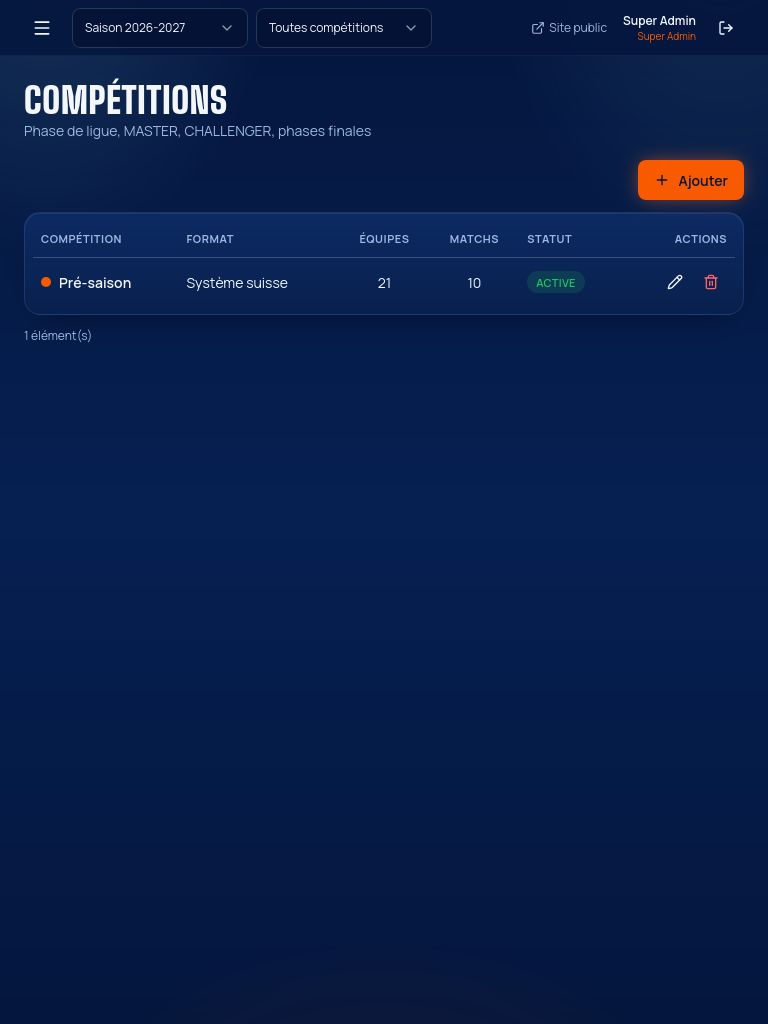 Saison 2026-2027
Toutes compétitions
Site public
Super Admin
Super Admin
COMPÉTITIONS
Phase de ligue, MASTER, CHALLENGER, phases finales
Ajouter
COMPÉTITION FORMAT ÉQUIPES MATCHS STATUT ACTIONS
Pré-saison Système suisse 21 10 ACTIVE
1 élément(s)